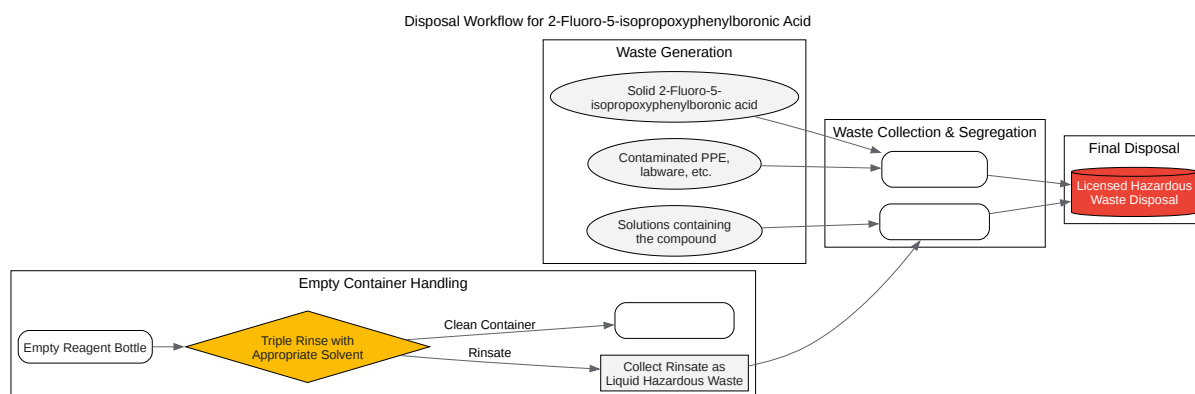 Disposal Workflow for 2-Fluoro-5-isopropoxyphenylboronic Acid
Waste Generation
Solid 2-Fluoro-5-
isopropoxyphenylboronic acid
Contaminated PPE,
labware, etc.
Solutions containing
the compound
Waste Collection & Segregation
Final Disposal
Licensed Hazardous
Waste Disposal
Empty Container Handling
Empty Reagent Bottle
Triple Rinse with
Appropriate Solvent
Clean Container
Rinsate
Collect Rinsate as
Liquid Hazardous Waste